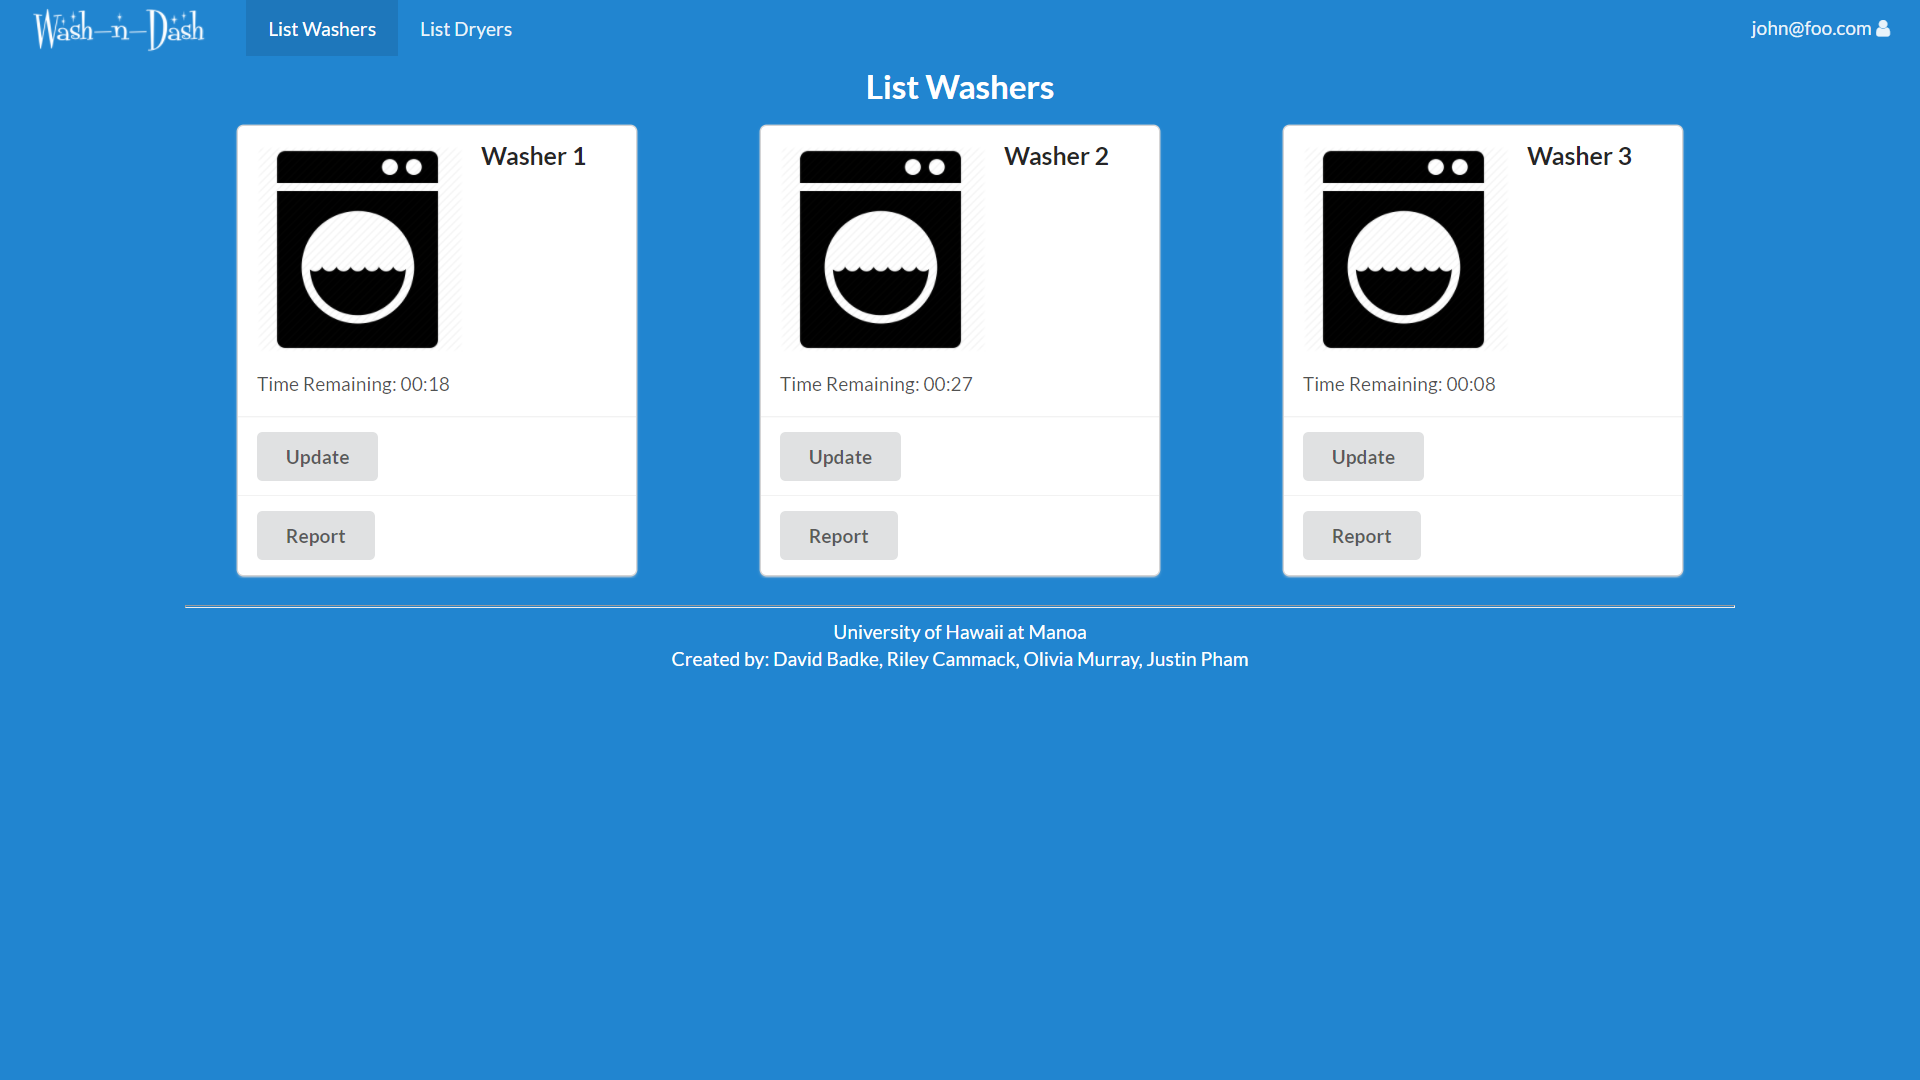 Wash-n-Dash
List Washers
List Dryers
john@foo.com
List Washers
Washer 1
Time Remaining: 00:18
Update
Report
Washer 2
Time Remaining: 00:27
Update
Report
Washer 3
Time Remaining: 00:08
Update
Report
University of Hawaii at Manoa
Created by: David Badke, Riley Cammack, Olivia Murray, Justin Pham